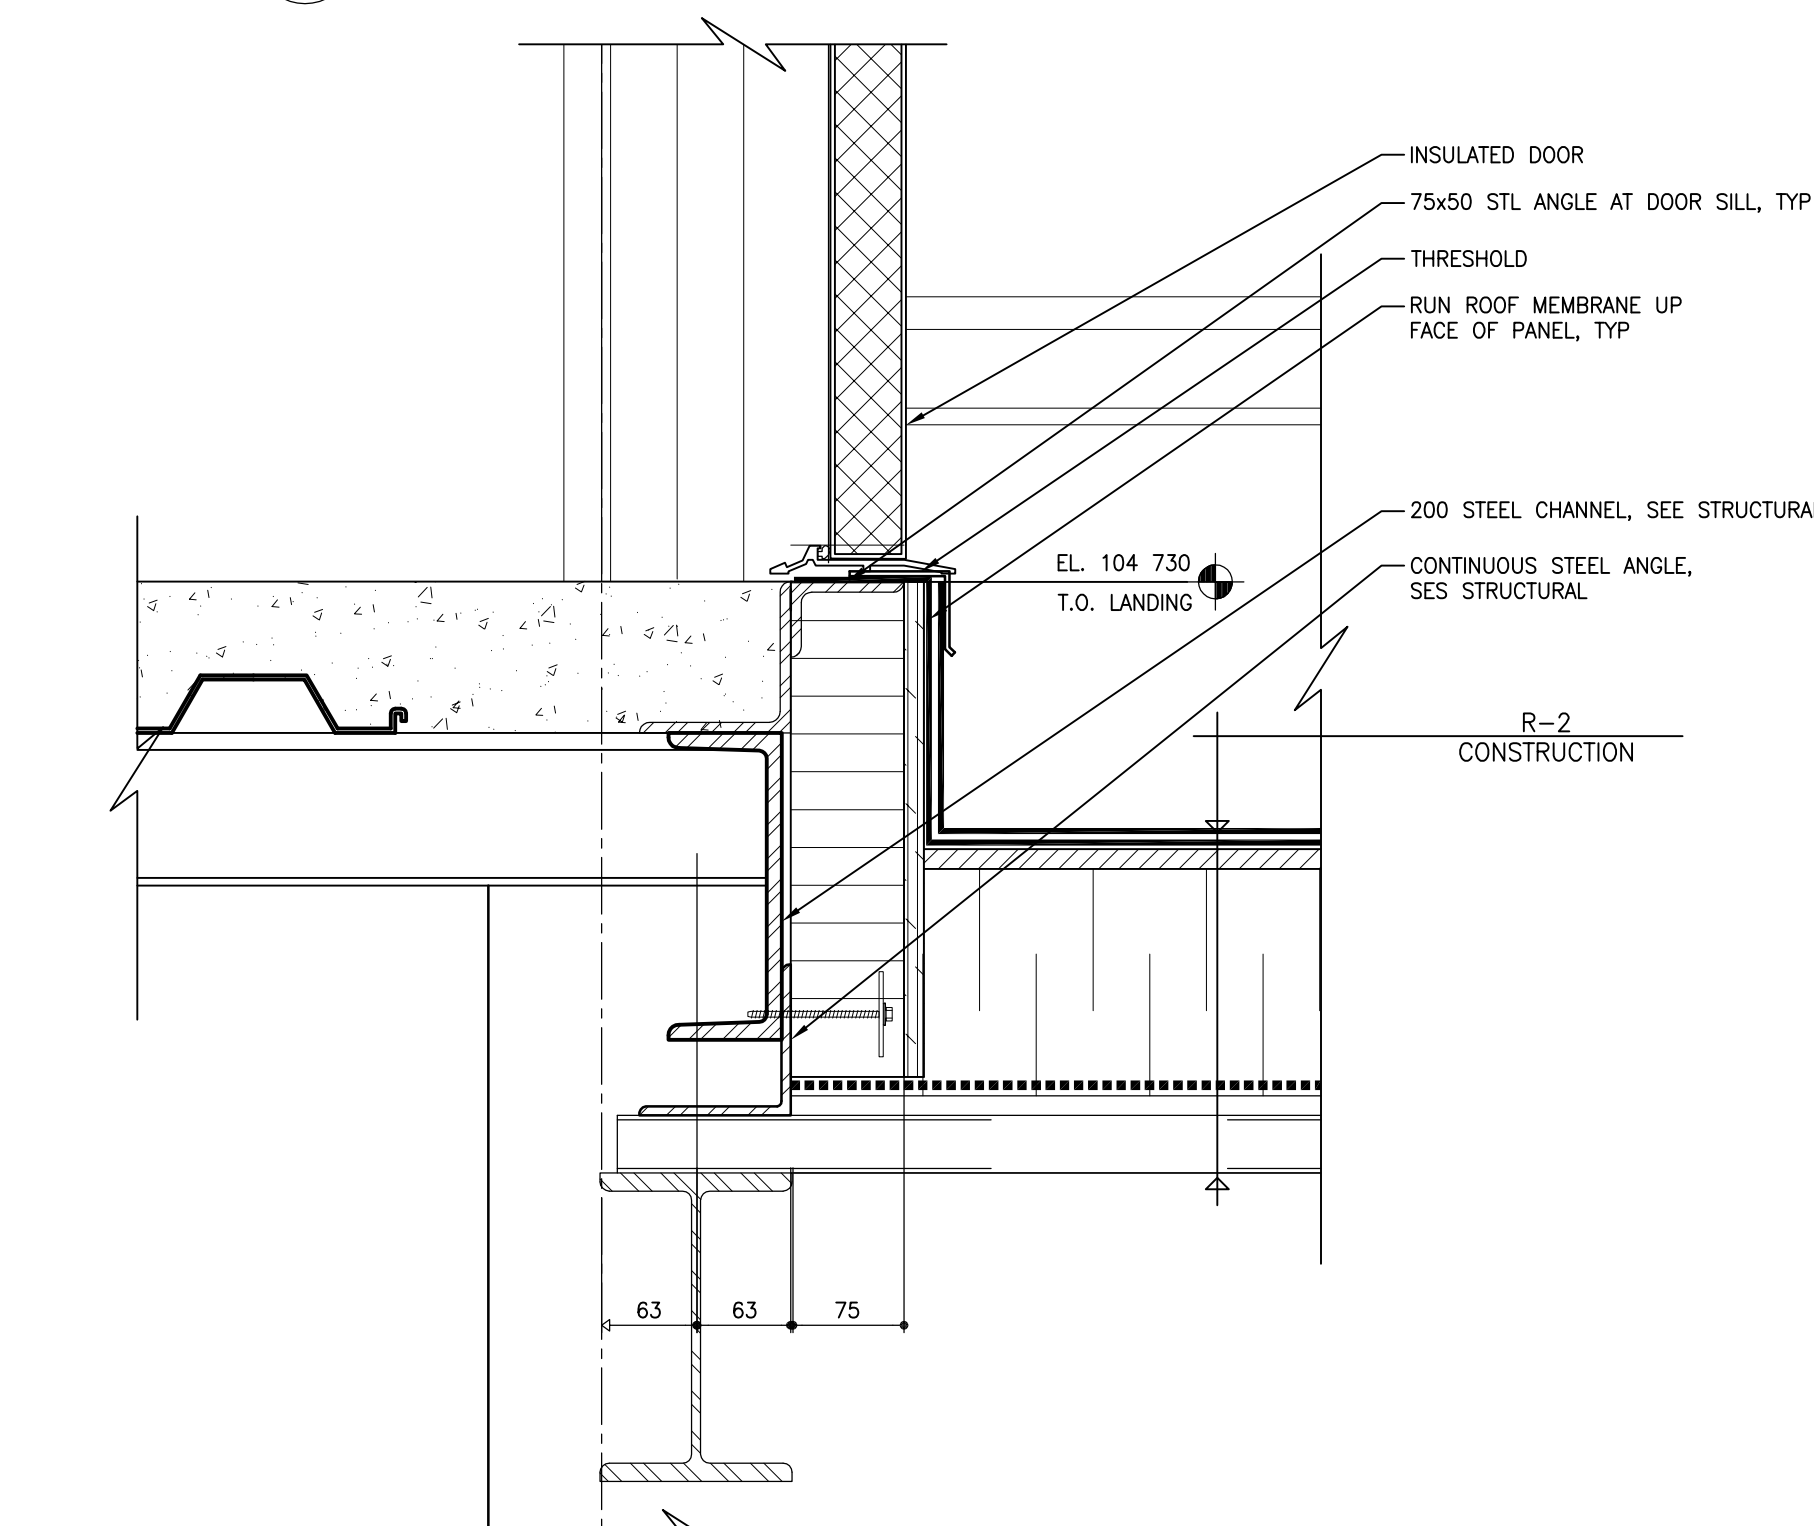 INSULATED DOOR
75x50 STL ANGLE AT DOOR SILL, TYP
THRESHOLD
RUN ROOF MEMBRANE UP
FACE OF PANEL, TYP
200 STEEL CHANNEL, SEE STRUCTURAL
EL. 104 730
T.O. LANDING
CONTINUOUS STEEL ANGLE,
SES STRUCTURAL
R-2
CONSTRUCTION
63 63 75